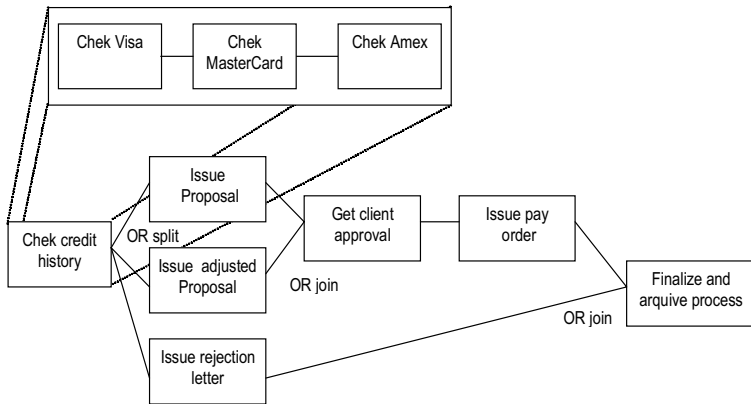 Chek Visa
Chek
MasterCard
Chek Amex
Issue
Proposal
Chek credit
history
OR split
Issue adjusted
Proposal
Get client
approval
OR join
Issue pay
order
Finalize and
arquive process
OR join
Issue rejection
letter